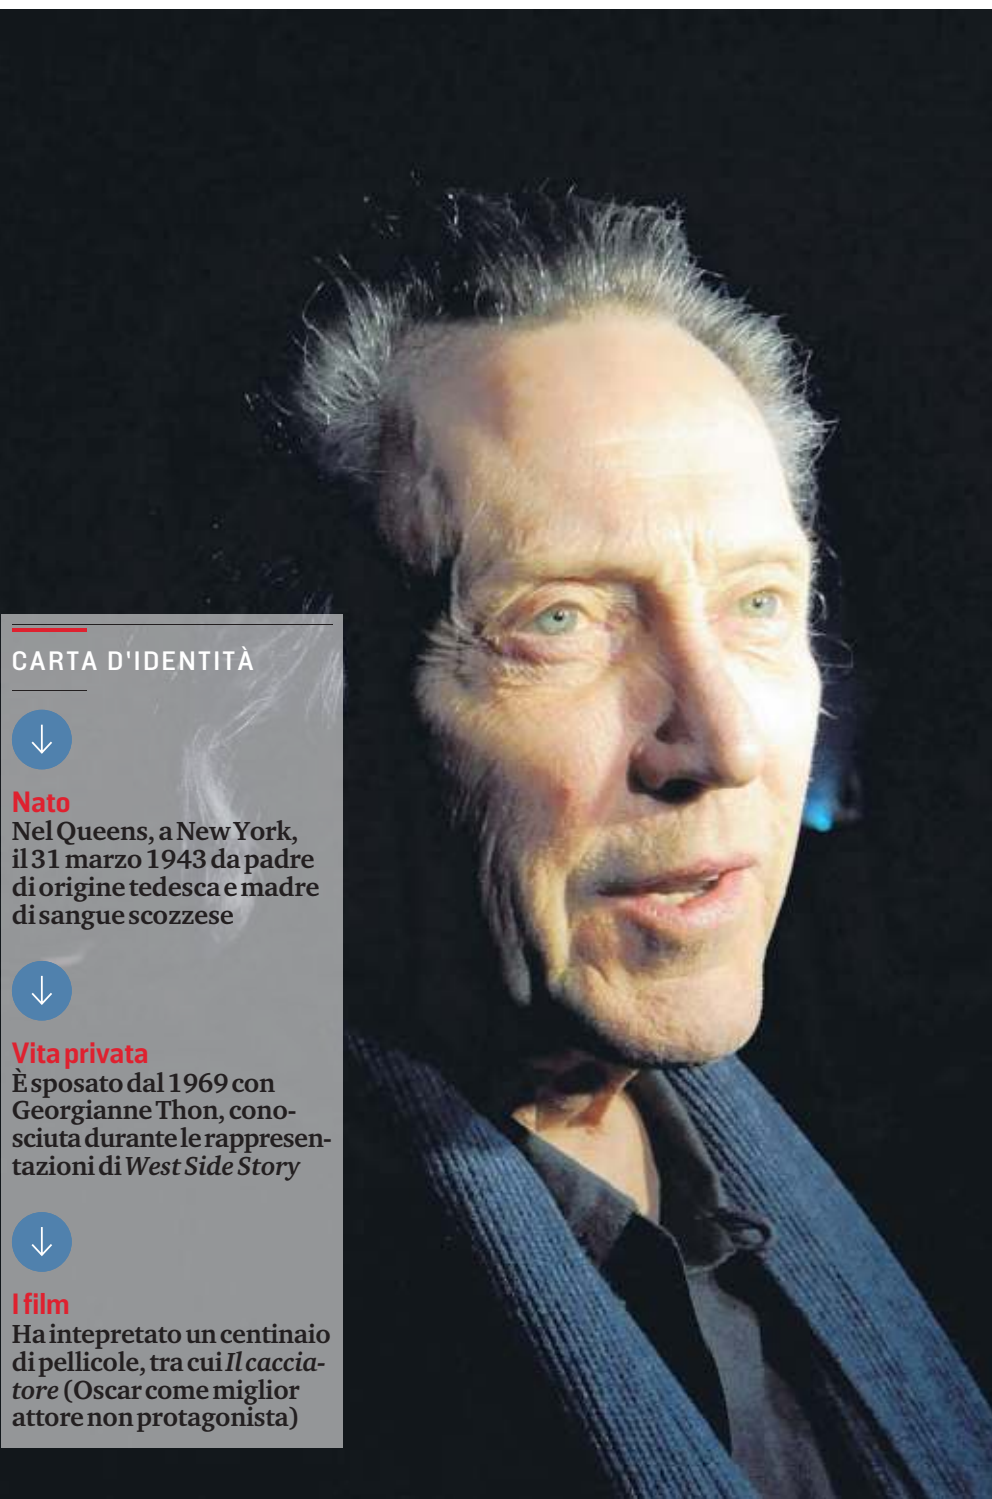 CARTA D'IDENTITÀ
Nato
Nel Queens, a New York,
il 31 marzo 1943 da padre
di origine tedesca e madre
di sangue scozzese
Vita privata
È sposato dal 1969 con
Georgianne Thon, cono-
sciuta durante le rappresen-
tazioni di West Side Story
I film
Ha intepretato un centinaio
di pellicole, tra cui Il caccia-
tore (Oscar come miglior
attore non protagonista)